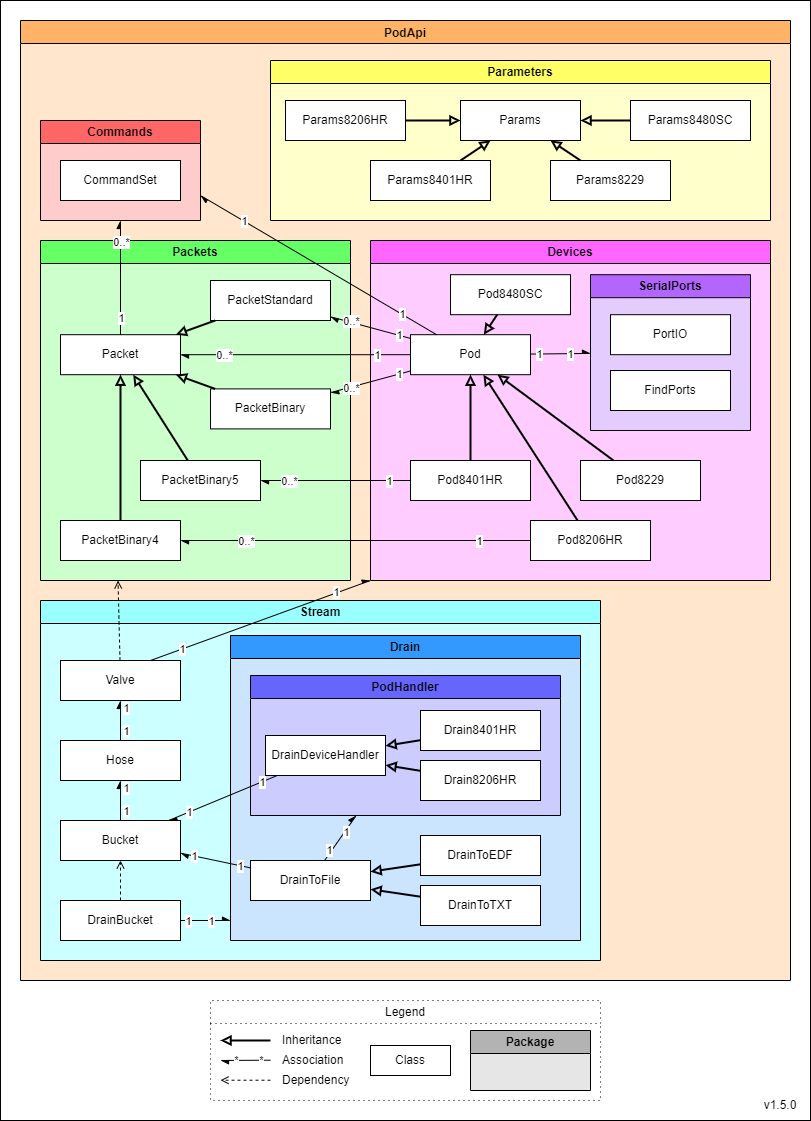 PodApi
Parameters
Params8206HR
Params
Params8480SC
Params8401HR
Params8229
Commands
CommandSet
1
0..*
1
1
Packets
PacketStandard
Packet
PacketBinary
PacketBinary5
PacketBinary4
0..*
1
0..*
1
0..*
1
0..*
1
0..*
1
Devices
Pod8480SC
Pod
1
1
SerialPorts
PortIO
FindPorts
Pod8401HR
Pod8229
Pod8206HR
Stream
1
1
Valve
1
1
Hose
1
1
Bucket
DrainBucket
1
1
Drain
PodHandler
DrainDeviceHandler
Drain8401HR
Drain8206HR
1
1
1
1
1
1
DrainToFile
DrainToEDF
DrainToTXT
Legend
Inheritance
* *
Association
Dependency
Class
Package
v1.5.0